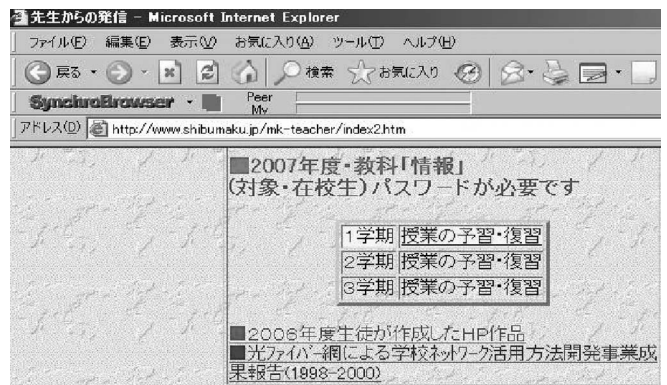 先生からの発信 - Microsoft Internet Explorer
ファイル(F) 編集(E) 表示(V) お気に入り(A) ツール(T) ヘルプ(H)
戻る 検索 お気に入り
SynchroBrowser Peer
My
アドレス(D) http://www.shibumaku.jp/mk-teacher/index2.htm
■2007年度・教科「情報」
(対象・在校生)パスワードが必要です
1学期 授業の予習・復習
2学期 授業の予習・復習
3学期 授業の予習・復習
■2006年度生徒が作成したHP作品
■光ファイバー網による学校ネットワーク活用方法開発事業成
果報告(1998-2000)